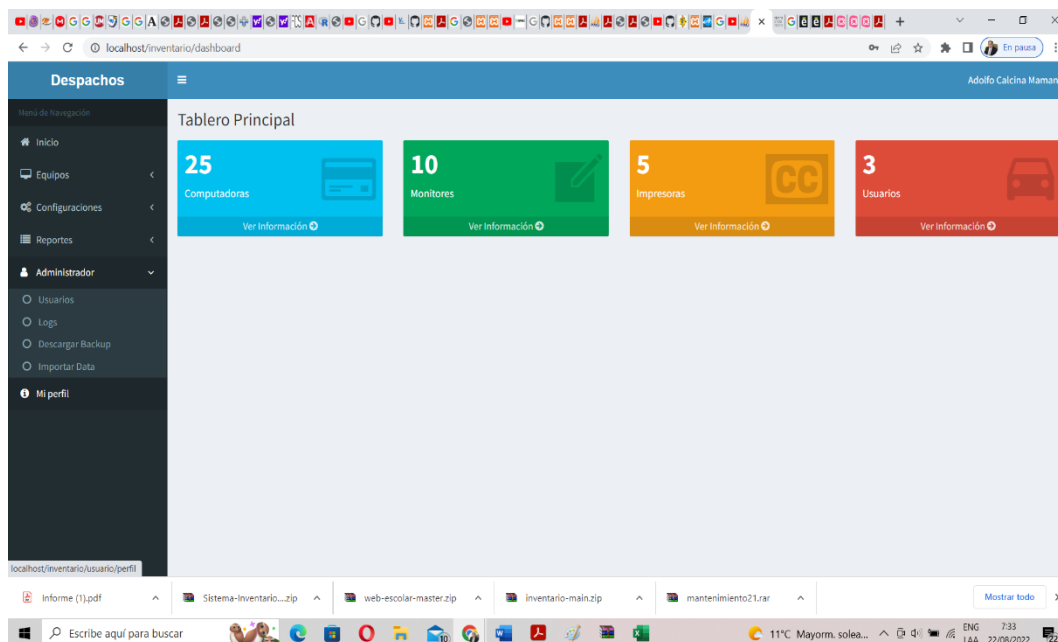 localhost/inventario/dashboard
En pausa
Despachos
Adolfo Calcina Maman
Menú de Navegación
Tablero Principal
Inicio
Equipos
Configuraciones
Reportes
Administrador
Usuarios
Logs
Descargar Backup
Importar Data
Mi perfil
25
Computadoras
Ver Información
10
Monitores
Ver Información
5
CC
Impresoras
Ver Información
3
Usuarios
Ver Información
localhost/inventario/usuario/perfil
Informe (1).pdf
Sistema-Inventario....zip
web-escolar-master.zip
inventario-main.zip
mantenimiento21.rar
Mostrar todo
Escribe aquí para buscar
11°C Mayorm. solea...
ENG
LAA
7:33
22/08/2022